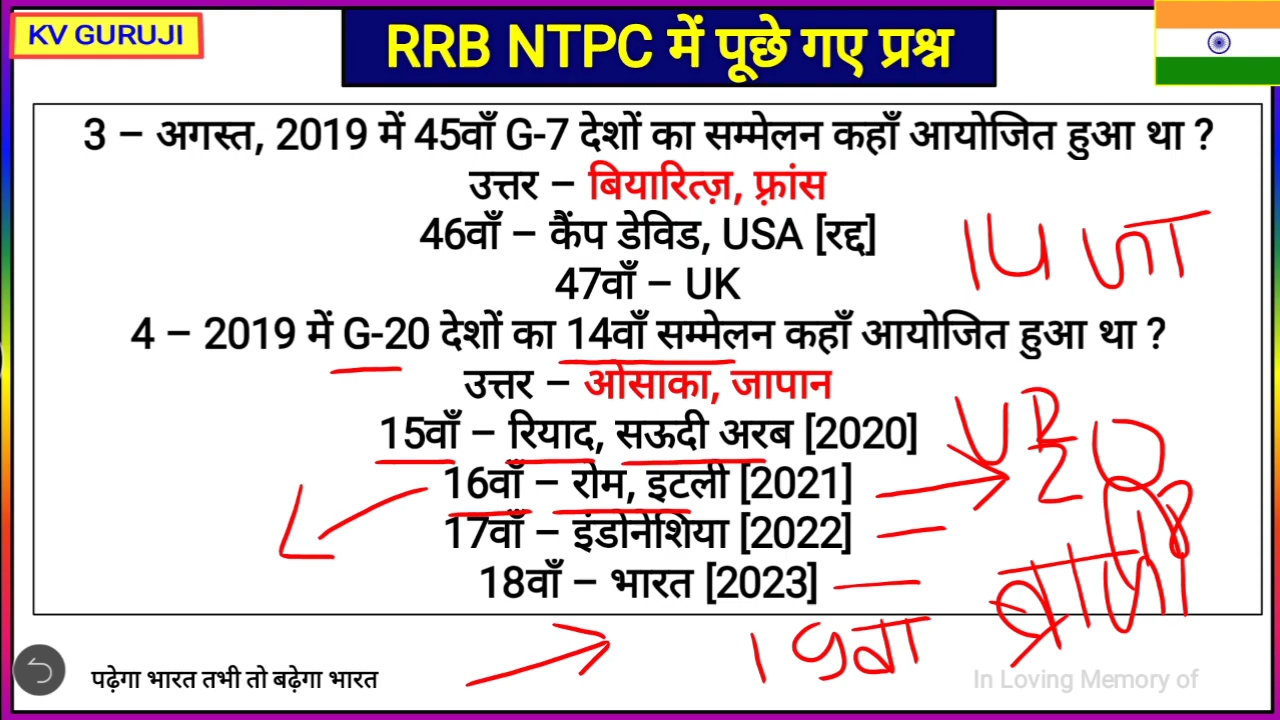 KV GURUJI
RRB NTPC में पूछे गए प्रश्न
3 – अगस्त, 2019 में 45वाँ G-7 देशों का सम्मेलन कहाँ आयोजित हुआ था ?
उत्तर – बियारित्ज़, फ़्रांस
46वाँ – कैंप डेविड, USA [रद्द]
47वाँ – UK
4 – 2019 में G-20 देशों का 14वाँ सम्मेलन कहाँ आयोजित हुआ था ?
उत्तर – ओसाका, जापान
15वाँ – रियाद, सऊदी अरब [2020]
16वाँ – रोम, इटली [2021]
17वाँ – इंडोनेशिया [2022]
18वाँ – भारत [2023]
बाली
19वा
पढ़ेगा भारत तभी तो बढ़ेगा भारत
In Loving Memory of